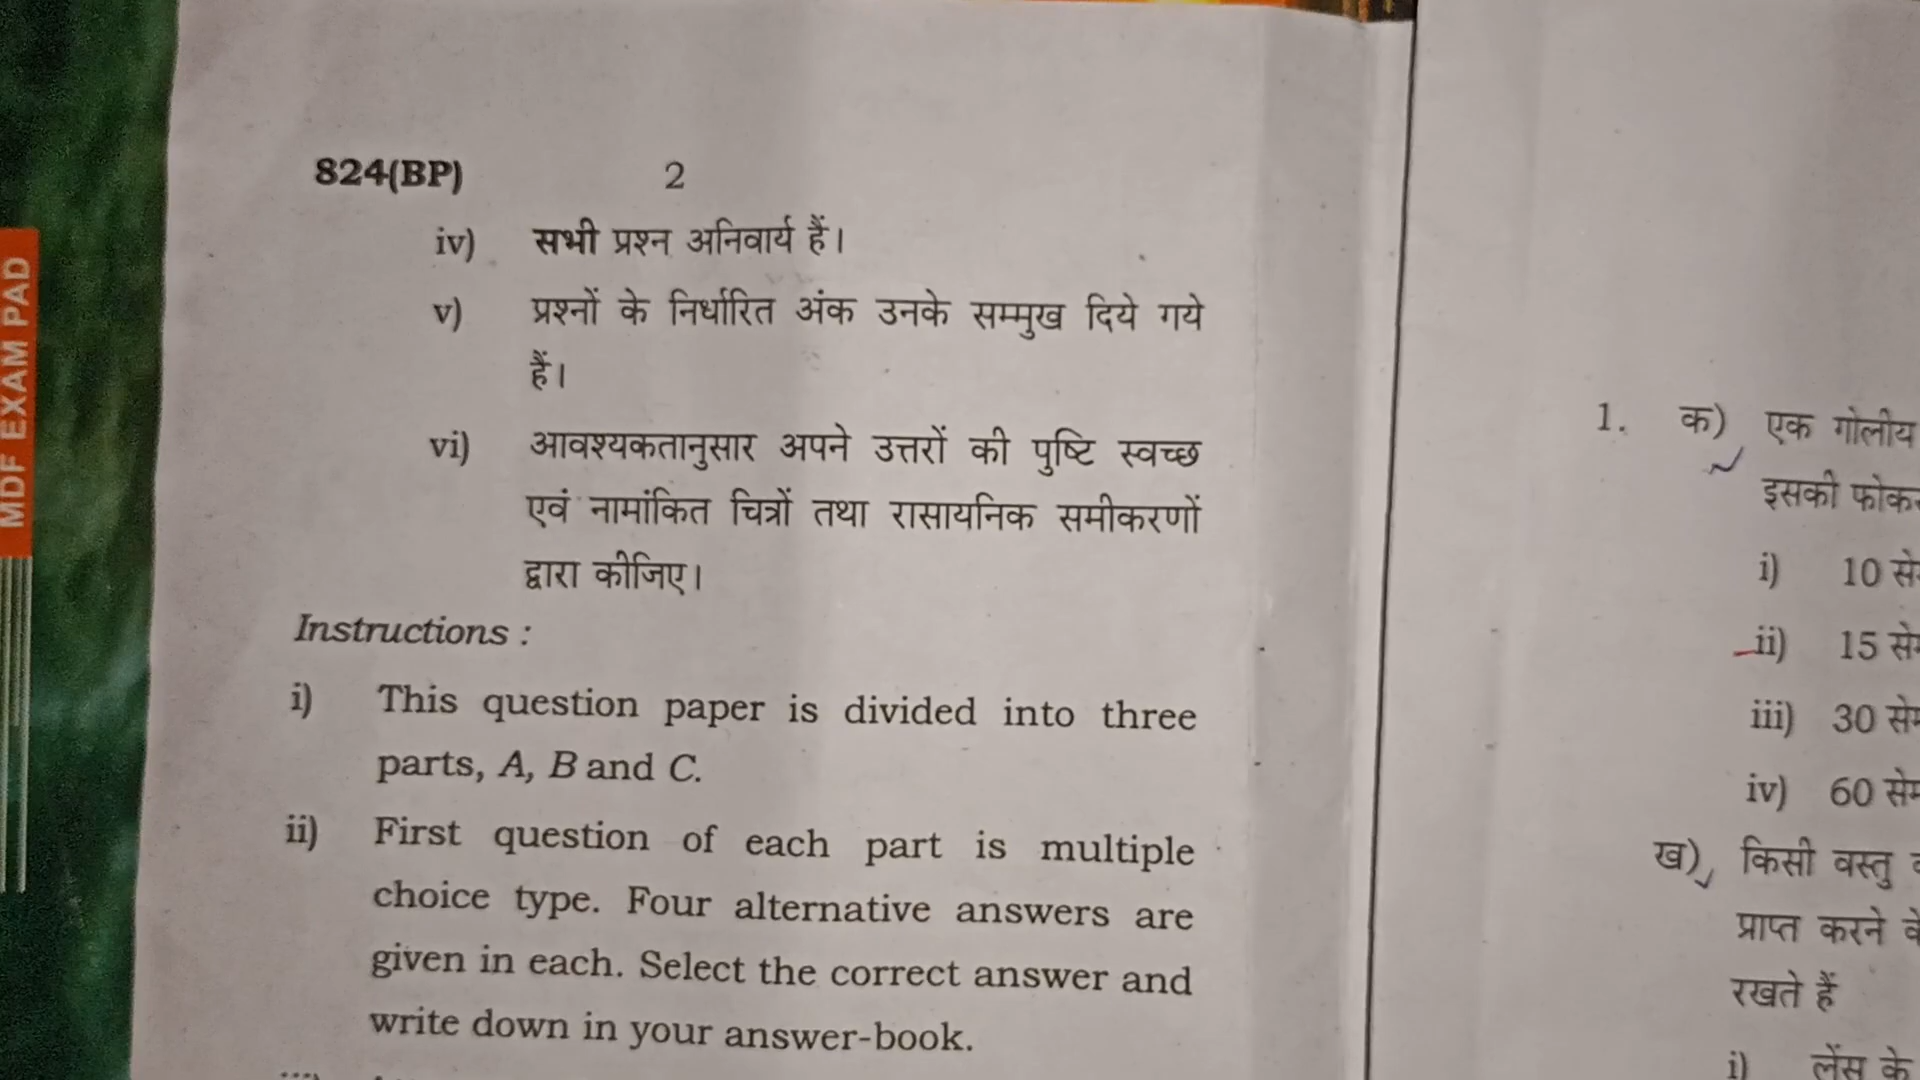 MDF EXAM PAD
824(BP) 2
iv) सभी प्रश्न अनिवार्य हैं।
v) प्रश्नों के निर्धारित अंक उनके सम्मुख दिये गये
हैं।
vi) आवश्यकतानुसार अपने उत्तरों की पुष्टि स्वच्छ
एवं नामांकित चित्रों तथा रासायनिक समीकरणों
द्वारा कीजिए।
Instructions :
i) This question paper is divided into three
parts, A, B and C.
ii) First question of each part is multiple
choice type. Four alternative answers are
given in each. Select the correct answer and
write down in your answer-book.
1. क) एक गोलीय
इसकी
i) 10
ii) 15
iii) 30
iv) 60
ख) किसी वस्तु
प्राप्त करने
रखते हैं
i) लेंस के